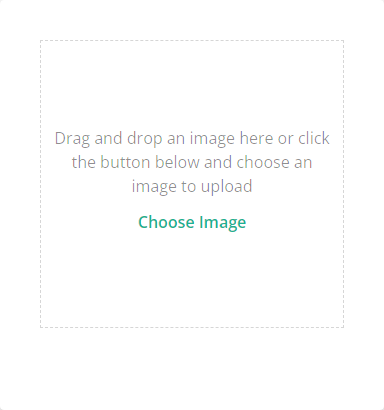 Drag and drop an image here or click
the button below and choose an
image to upload
Choose Image